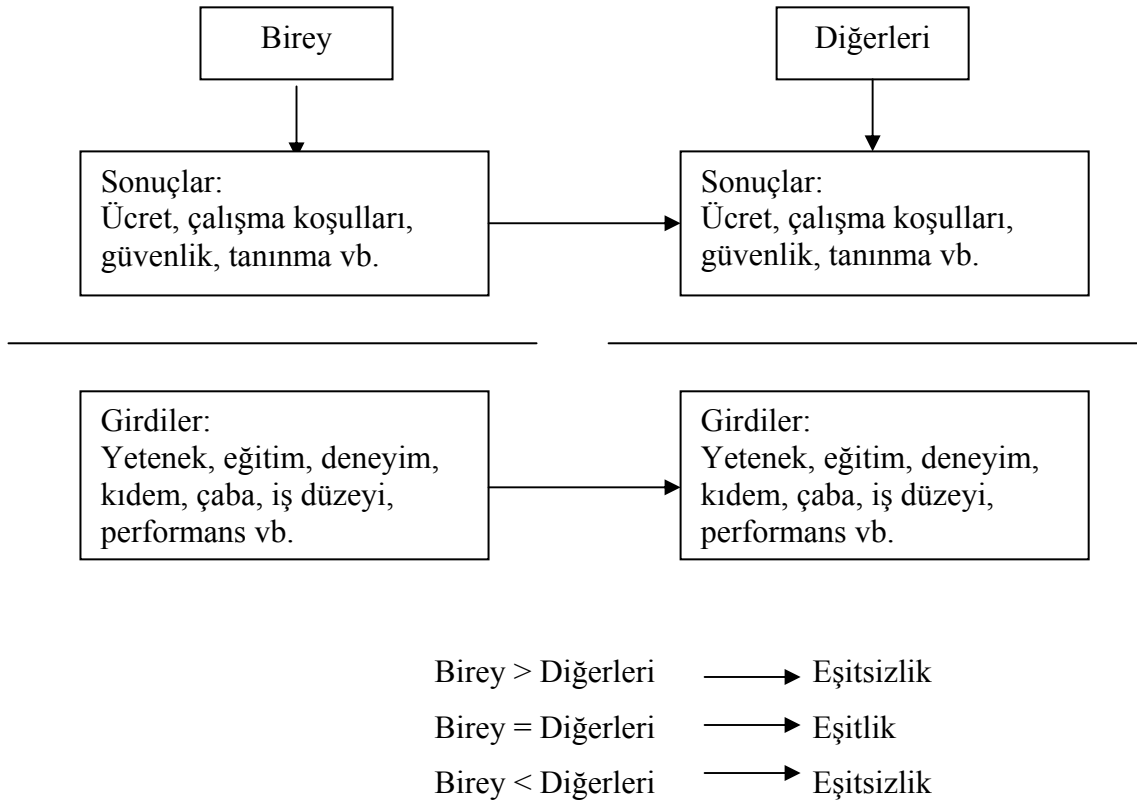 Birey
Diğerleri
Sonuçlar:
Ücret, çalışma koşulları,
güvenlik, tanınma vb.
Sonuçlar:
Ücret, çalışma koşulları,
güvenlik, tanınma vb.
Girdiler:
Yetenek, eğitim, deneyim,
kıdem, çaba, iş düzeyi,
performans vb.
Girdiler:
Yetenek, eğitim, deneyim,
kıdem, çaba, iş düzeyi,
performans vb.
Birey > Diğerleri Eşitsizlik
Birey = Diğerleri Eşitlik
Birey < Diğerleri Eşitsizlik